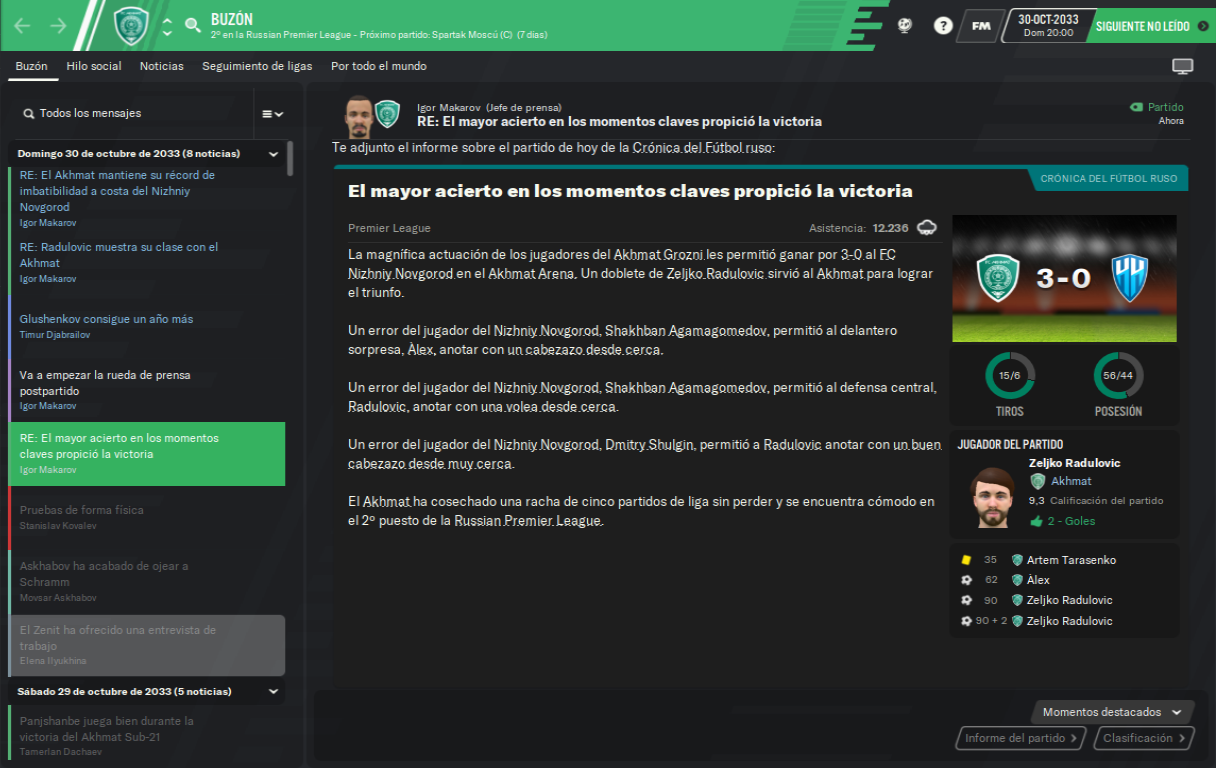 BUZÓN
2º en la Russian Premier League - Próximo partido: Spartak Moscú (C) (7 días)
?
FM
30-OCT-2033
Dom 20:00
SIGUIENTE NO LEÍDO
Buzón
Hilo social
Noticias
Seguimiento de ligas
Por todo el mundo
Todos los mensajes
Domingo 30 de octubre de 2033 (8 noticias)
RE: El Akhmat mantiene su récord de
imbatibilidad a costa del Nizhniy
Novgorod
Igor Makarov
RE: Radulovic muestra su clase con el
Akhmat
Igor Makarov
Glushenkov consigue un año más
Timur Djabrailov
Va a empezar la rueda de prensa
postpartido
Igor Makarov
RE: El mayor acierto en los momentos
claves propició la victoria
Igor Makarov
Pruebas de forma física
Stanislav Kovalev
Askhabov ha acabado de ojear a
Schramm
Movsar Askhabov
El Zenit ha ofrecido una entrevista de
trabajo
Elena Ilyukhina
Sábado 29 de octubre de 2033 (5 noticias)
Panjshanbe juega bien durante la
victoria del Akhmat Sub-21
Tamerlan Dachaev
Igor Makarov (Jefe de prensa)
RE: El mayor acierto en los momentos claves propició la victoria
Partido
Ahora
Te adjunto el informe sobre el partido de hoy de la Crónica del Fútbol ruso:
CRÓNICA DEL FÚTBOL RUSO
El mayor acierto en los momentos claves propició la victoria
Premier League
Asistencia: 12.236
La magnífica actuación de los jugadores del Akhmat Grozni les permitió ganar por 3-0 al FC
Nizhniy Novgorod en el Akhmat Arena. Un doblete de Zeljko Radulovic sirvió al Akhmat para lograr
el triunfo.
Un error del jugador del Nizhniy Novgorod, Shakhban Agamagomedov, permitió al delantero
sorpresa, Àlex, anotar con un cabezazo desde cerca.
Un error del jugador del Nizhniy Novgorod, Shakhban Agamagomedov, permitió al defensa central,
Radulovic, anotar con una volea desde cerca.
Un error del jugador del Nizhniy Novgorod, Dmitry Shulgin, permitió a Radulovic anotar con un buen
cabezazo desde muy cerca.
El Akhmat ha cosechado una racha de cinco partidos de liga sin perder y se encuentra cómodo en
el 2º puesto de la Russian Premier League.
3-0
15/6
TIROS
56/44
POSESIÓN
JUGADOR DEL PARTIDO
Zeljko Radulovic
Akhmat
9.3 Calificación del partido
2 - Goles
35 Artem Tarasenko
62 Àlex
90 Zeljko Radulovic
90 + 2 Zeljko Radulovic
Momentos destacados
Informe del partido
Clasificación